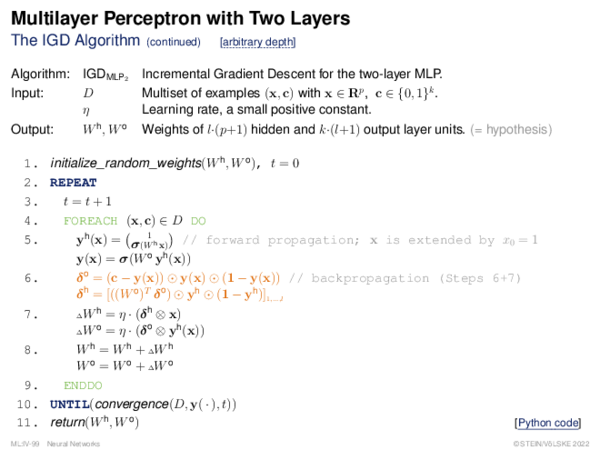 Multilayer Perceptron with Two Layers
The IGD Algorithm (continued) [arbitrary depth]
Algorithm: IGD_MLP₂ Incremental Gradient Descent for the two-layer MLP.
Input: D Multiset of examples (x, c) with x ∈ R^p, c ∈ {0, 1}^k.
η Learning rate, a small positive constant.
Output: W^h, W^o Weights of l·(p+1) hidden and k·(l+1) output layer units. (= hypothesis)
1. initialize_random_weights(W^h, W^o), t = 0
2. REPEAT
3. t = t + 1
4. FOREACH (x, c) ∈ D DO
5. y^h(x) = (1 σ(W^h x)) // forward propagation; x is extended by x₀ = 1
y(x) = σ(W^o y^h(x))
6. δ^o = (c − y(x)) ⊙ y(x) ⊙ (1 − y(x)) // backpropagation (Steps 6+7)
δ^h = [((W^o)^T δ^o) ⊙ y^h ⊙ (1 − y^h)]_1,...,l
7. ΔW^h = η · (δ^h ⊗ x)
ΔW^o = η · (δ^o ⊗ y^h(x))
8. W^h = W^h + ΔW^h
W^o = W^o + ΔW^o
9. ENDDO
10. UNTIL(convergence(D, y( · ), t))
11. return(W^h, W^o) [Python code]
ML:IV-99 Neural Networks ©STEIN/VÖLSKE 2022